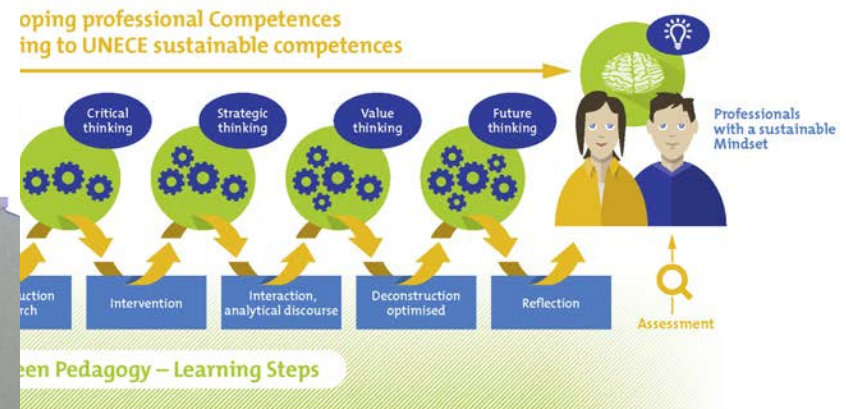 oping professional Competences
ing to UNECE sustainable competences
Critical
thinking
Strategic
thinking
Value
thinking
Future
thinking
Professionals
with a sustainable
Mindset
uction
rch
Intervention
Interaction,
analytical discourse
Deconstruction
optimised
Reflection
Assessment
een Pedagogy – Learning Steps